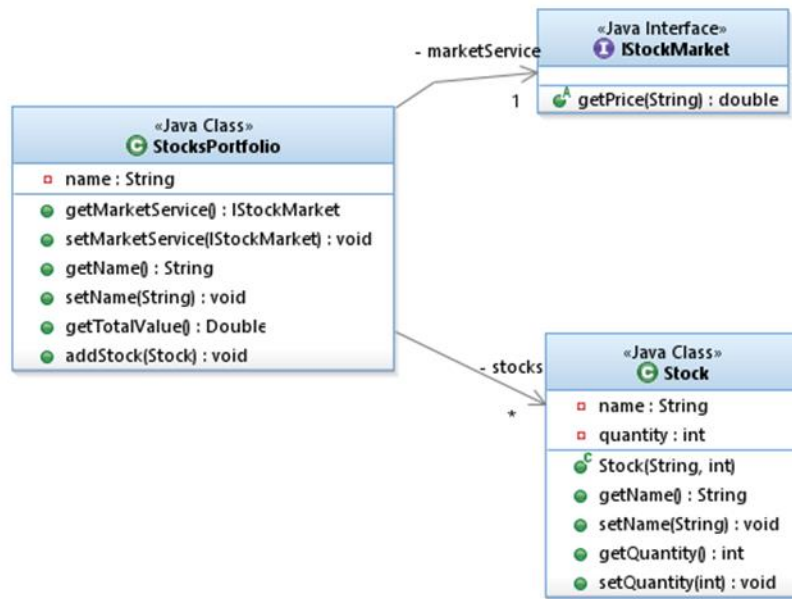 «Java Interface»
I IStockMarket
A getPrice(String) : double
- marketService
1
«Java Class»
C StocksPortfolio
name : String
getMarketService() : IStockMarket
setMarketService(IStockMarket) : void
getName() : String
setName(String) : void
getTotalValue() : Double
addStock(Stock) : void
- stocks
*
«Java Class»
C Stock
name : String
quantity : int
C Stock(String, int)
getName() : String
setName(String) : void
getQuantity() : int
setQuantity(int) : void